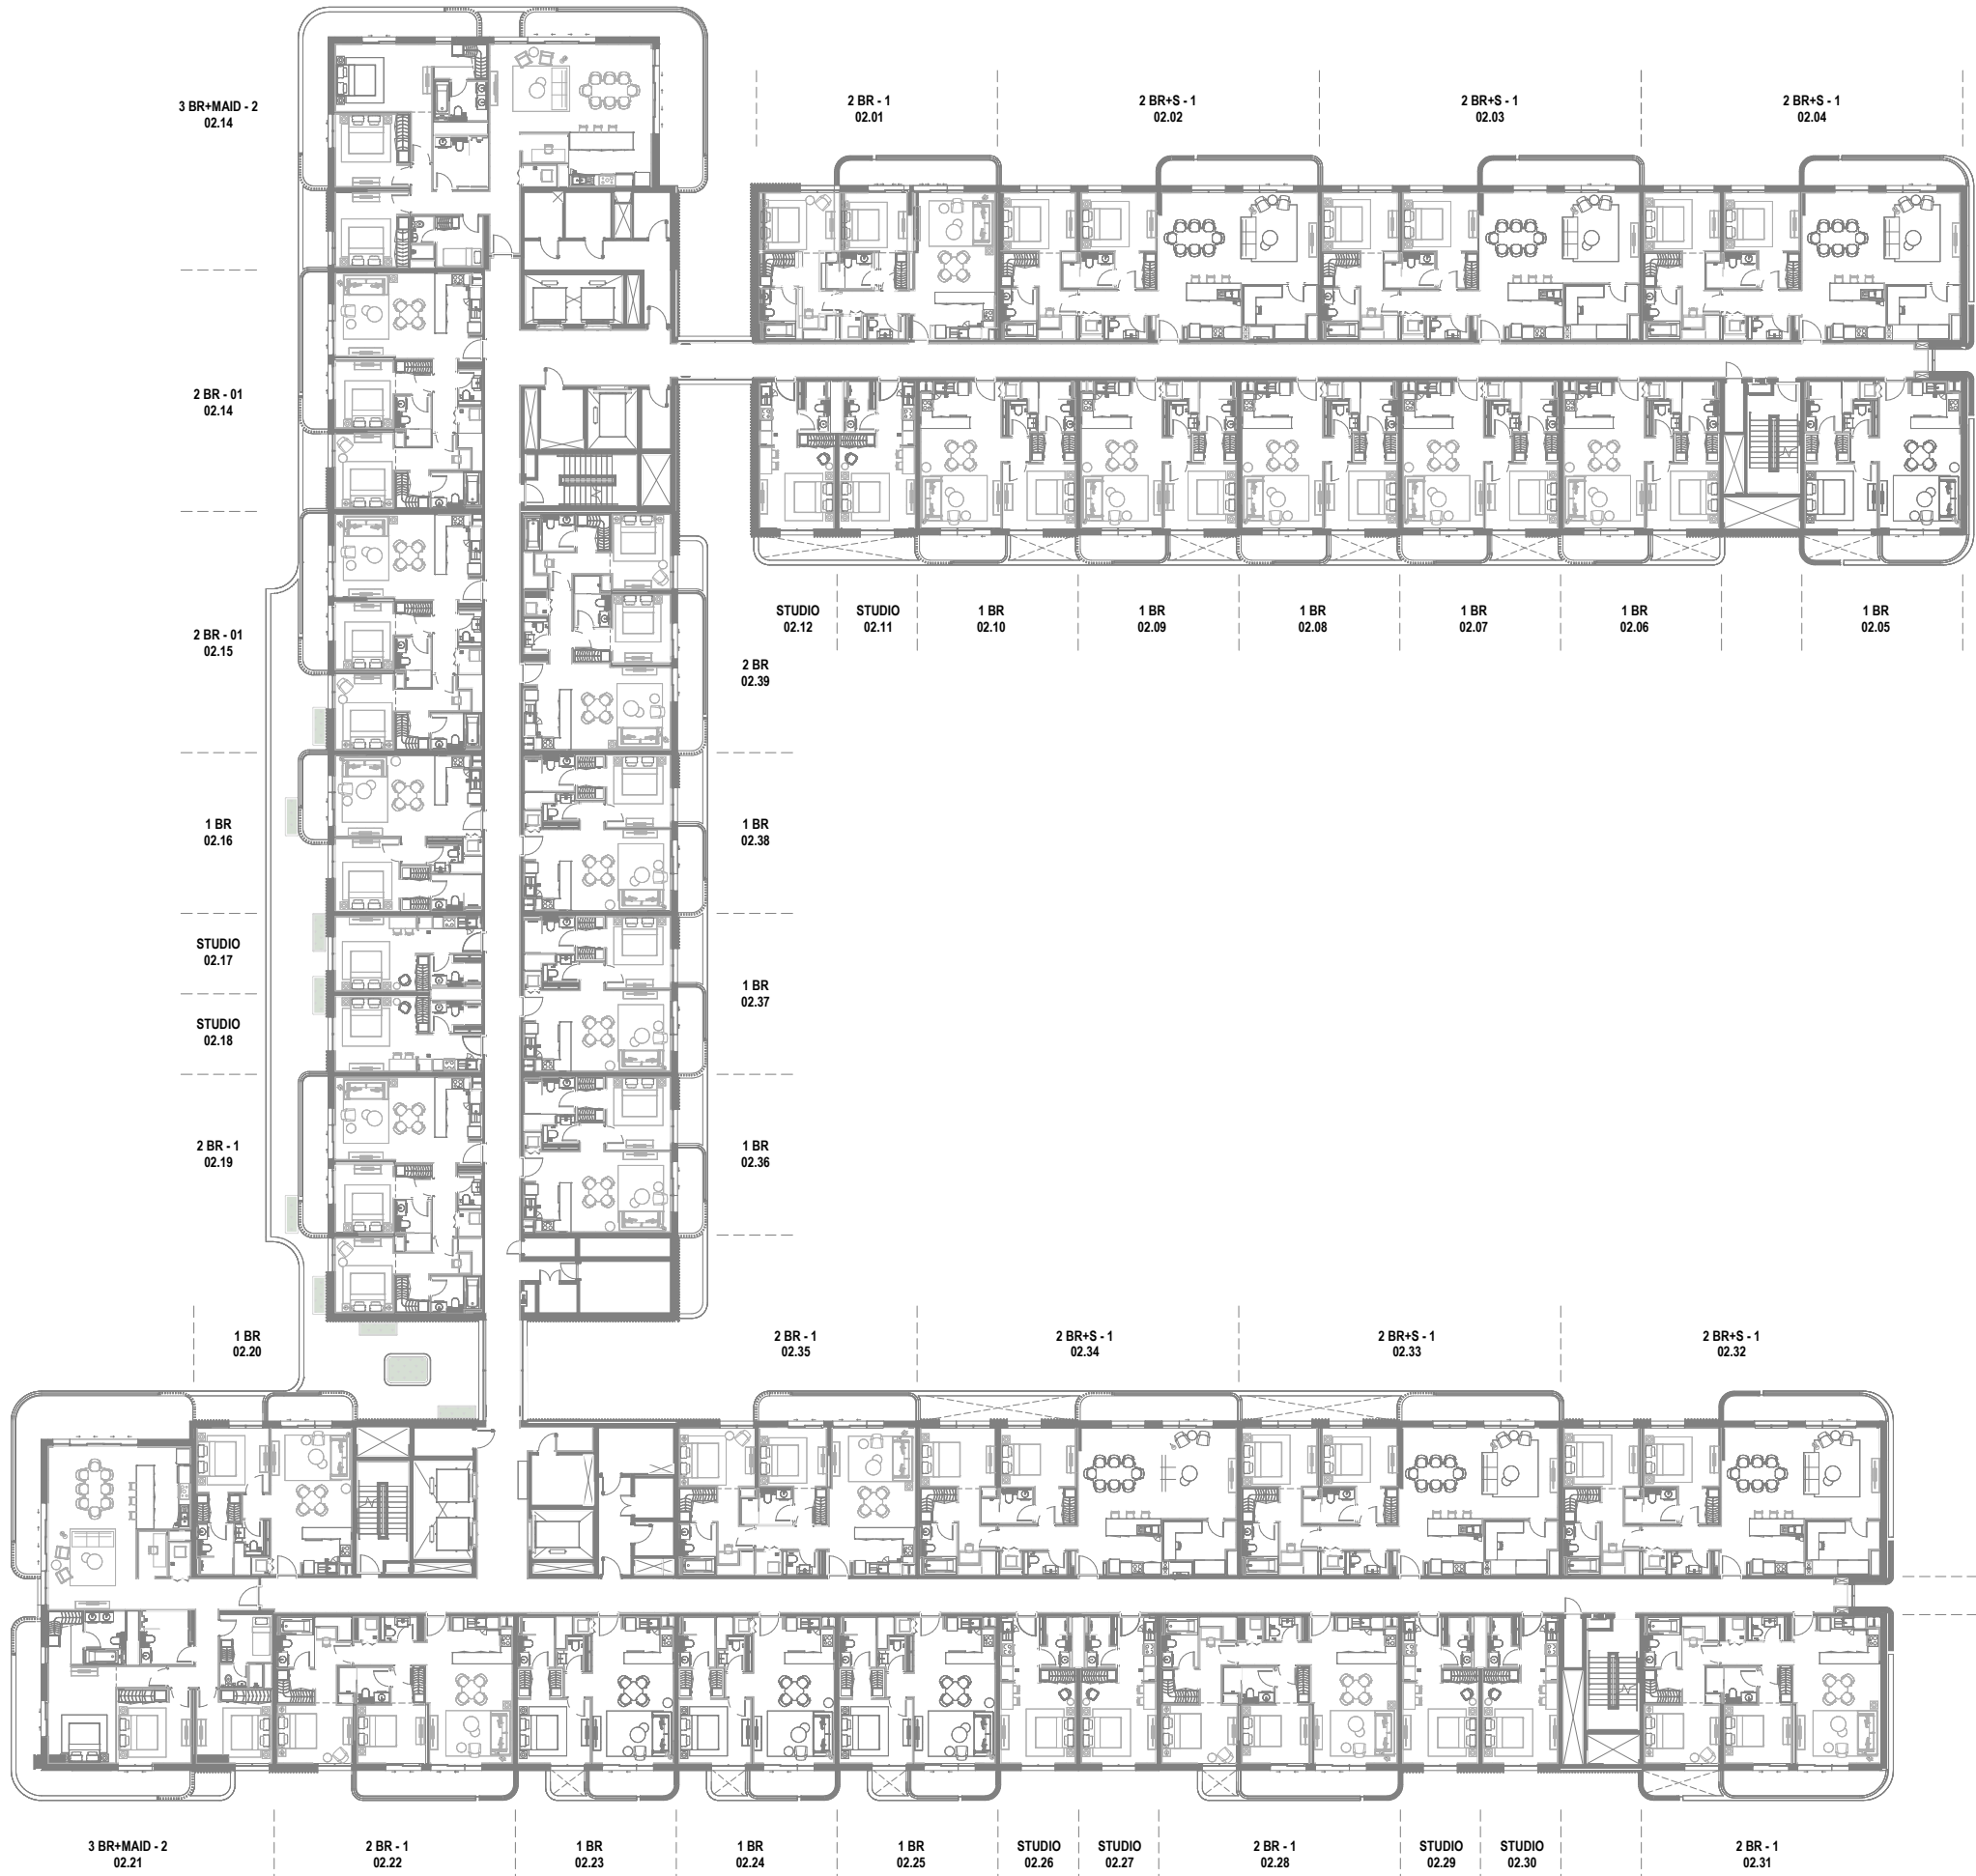 3 BR+MAID - 2
02.14
2 BR - 1
02.01
2 BR+S - 1
02.02
2 BR+S - 1
02.03
2 BR+S - 1
02.04
2 BR - 01
02.14
STUDIO
02.12
STUDIO
02.11
1 BR
02.10
1 BR
02.09
1 BR
02.08
1 BR
02.07
1 BR
02.06
1 BR
02.05
2 BR - 01
02.15
2 BR
02.39
1 BR
02.16
1 BR
02.38
STUDIO
02.17
1 BR
02.37
STUDIO
02.18
2 BR - 1
02.19
1 BR
02.36
1 BR
02.20
2 BR - 1
02.35
2 BR+S - 1
02.34
2 BR+S - 1
02.33
2 BR+S - 1
02.32
3 BR+MAID - 2
02.21
2 BR - 1
02.22
1 BR
02.23
1 BR
02.24
1 BR
02.25
STUDIO
02.26
STUDIO
02.27
2 BR - 1
02.28
STUDIO
02.29
STUDIO
02.30
2 BR - 1
02.31